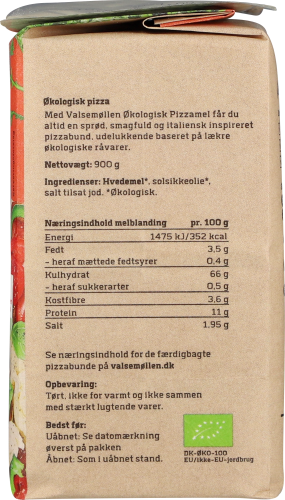 Økologisk pizza
Med Valsemøllen Økologisk Pizzamel får du
altid en sprød, smagfuld og italiensk inspireret
pizzabund, udelukkende baseret på lækre
økologiske råvarer.
Nettovægt: 900 g
Ingredienser: Hvedemel*, solsikkeolie*,
salt tilsat jod. *Økologisk.
Næringsindhold melblanding pr. 100 g
Energi 1475 kJ/352 kcal
Fedt 3,5 g
– heraf mættede fedtsyrer 0,4 g
Kulhydrat 66 g
– heraf sukkerarter 0,5 g
Kostfibre 3,6 g
Protein 11 g
Salt 1,95 g
Se næringsindhold for de færdigbagte
pizzabunde på valsemøllen.dk
Opbevaring:
Tørt, ikke for varmt og ikke sammen
med stærkt lugtende varer.
Bedst før:
Uåbnet: Se datomærkning
øverst på pakken
Åbnet: Som i uåbnet stand.
DK-ØKO-100
EU/ikke-EU-jordbrug